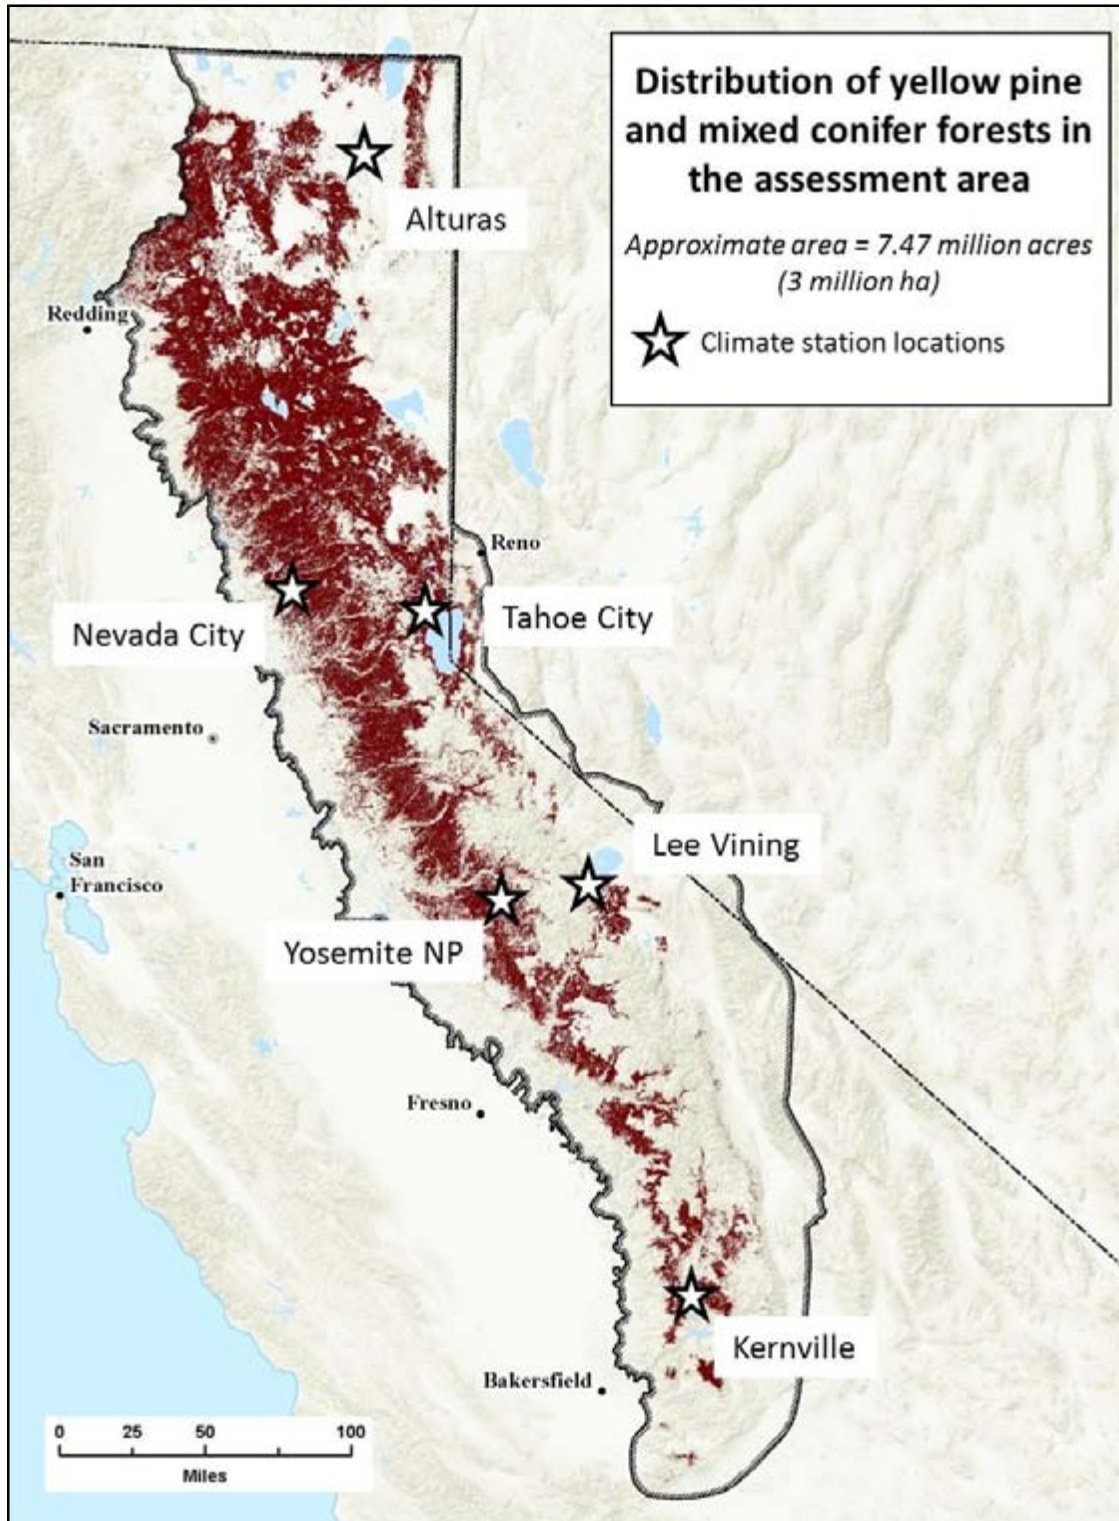 Distribution of yellow pine
and mixed conifer forests in
the assessment area
Approximate area = 7.47 million acres
(3 million ha)
Climate station locations
Alturas
Redding
Reno
Nevada City
Tahoe City
Sacramento
Lee Vining
San
Francisco
Yosemite NP
Fresno
Kernville
Bakersfield
0 25 50 100
Miles